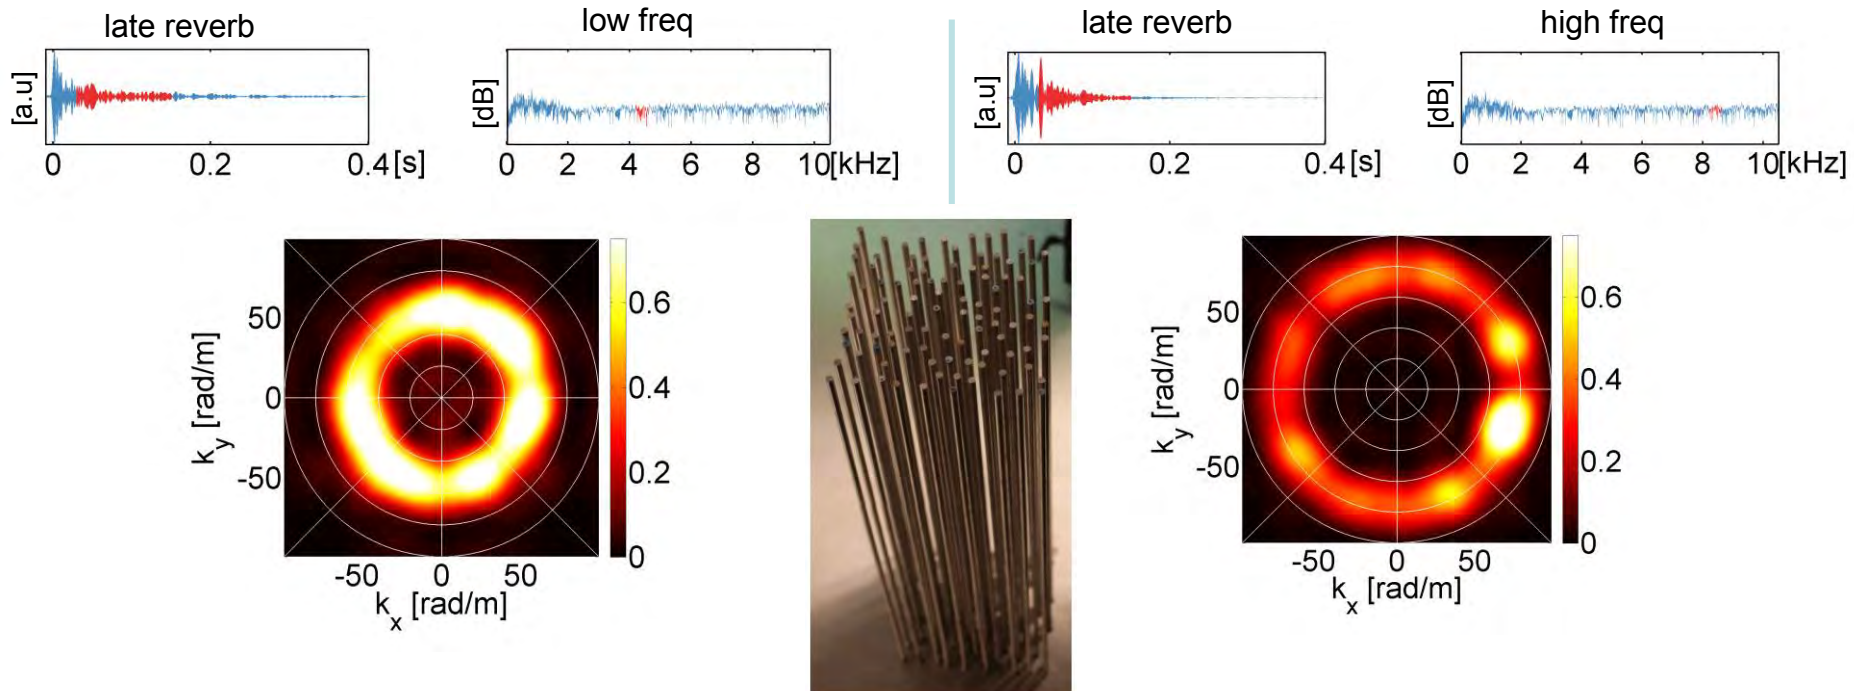 late reverb
low freq
late reverb
high freq
[a.u]
0 0.2 0.4 [s]
[dB]
0 2 4 6 8 10 [kHz]
[a.u]
0 0.2 0.4 [s]
[dB]
0 2 4 6 8 10 [kHz]
k_y [rad/m]
50
0
-50
-50 0 50
k_x [rad/m]
0.6
0.4
0.2
0
k_y [rad/m]
50
0
-50
-50 0 50
k_x [rad/m]
0.6
0.4
0.2
0